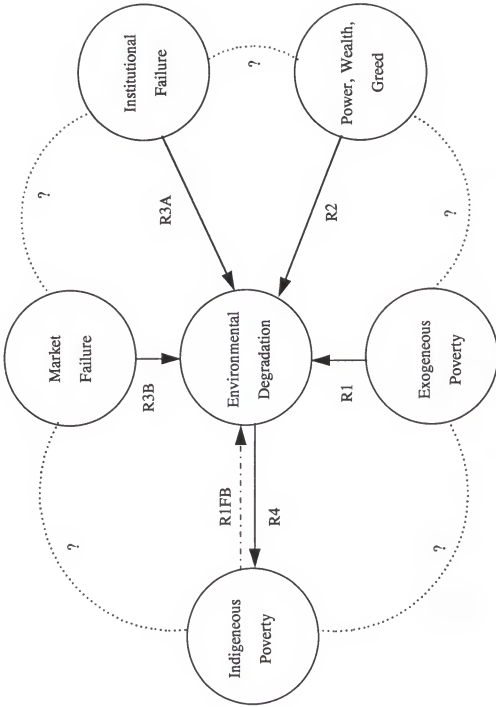 ?
?
Market
Failure
Institutional
Failure
R3B
R3A
R1FB
Indigeneous
Poverty
Environmental
Degradation
?
R4
R2
Power, Wealth,
Greed
R1
Exogeneous
Poverty
?
?